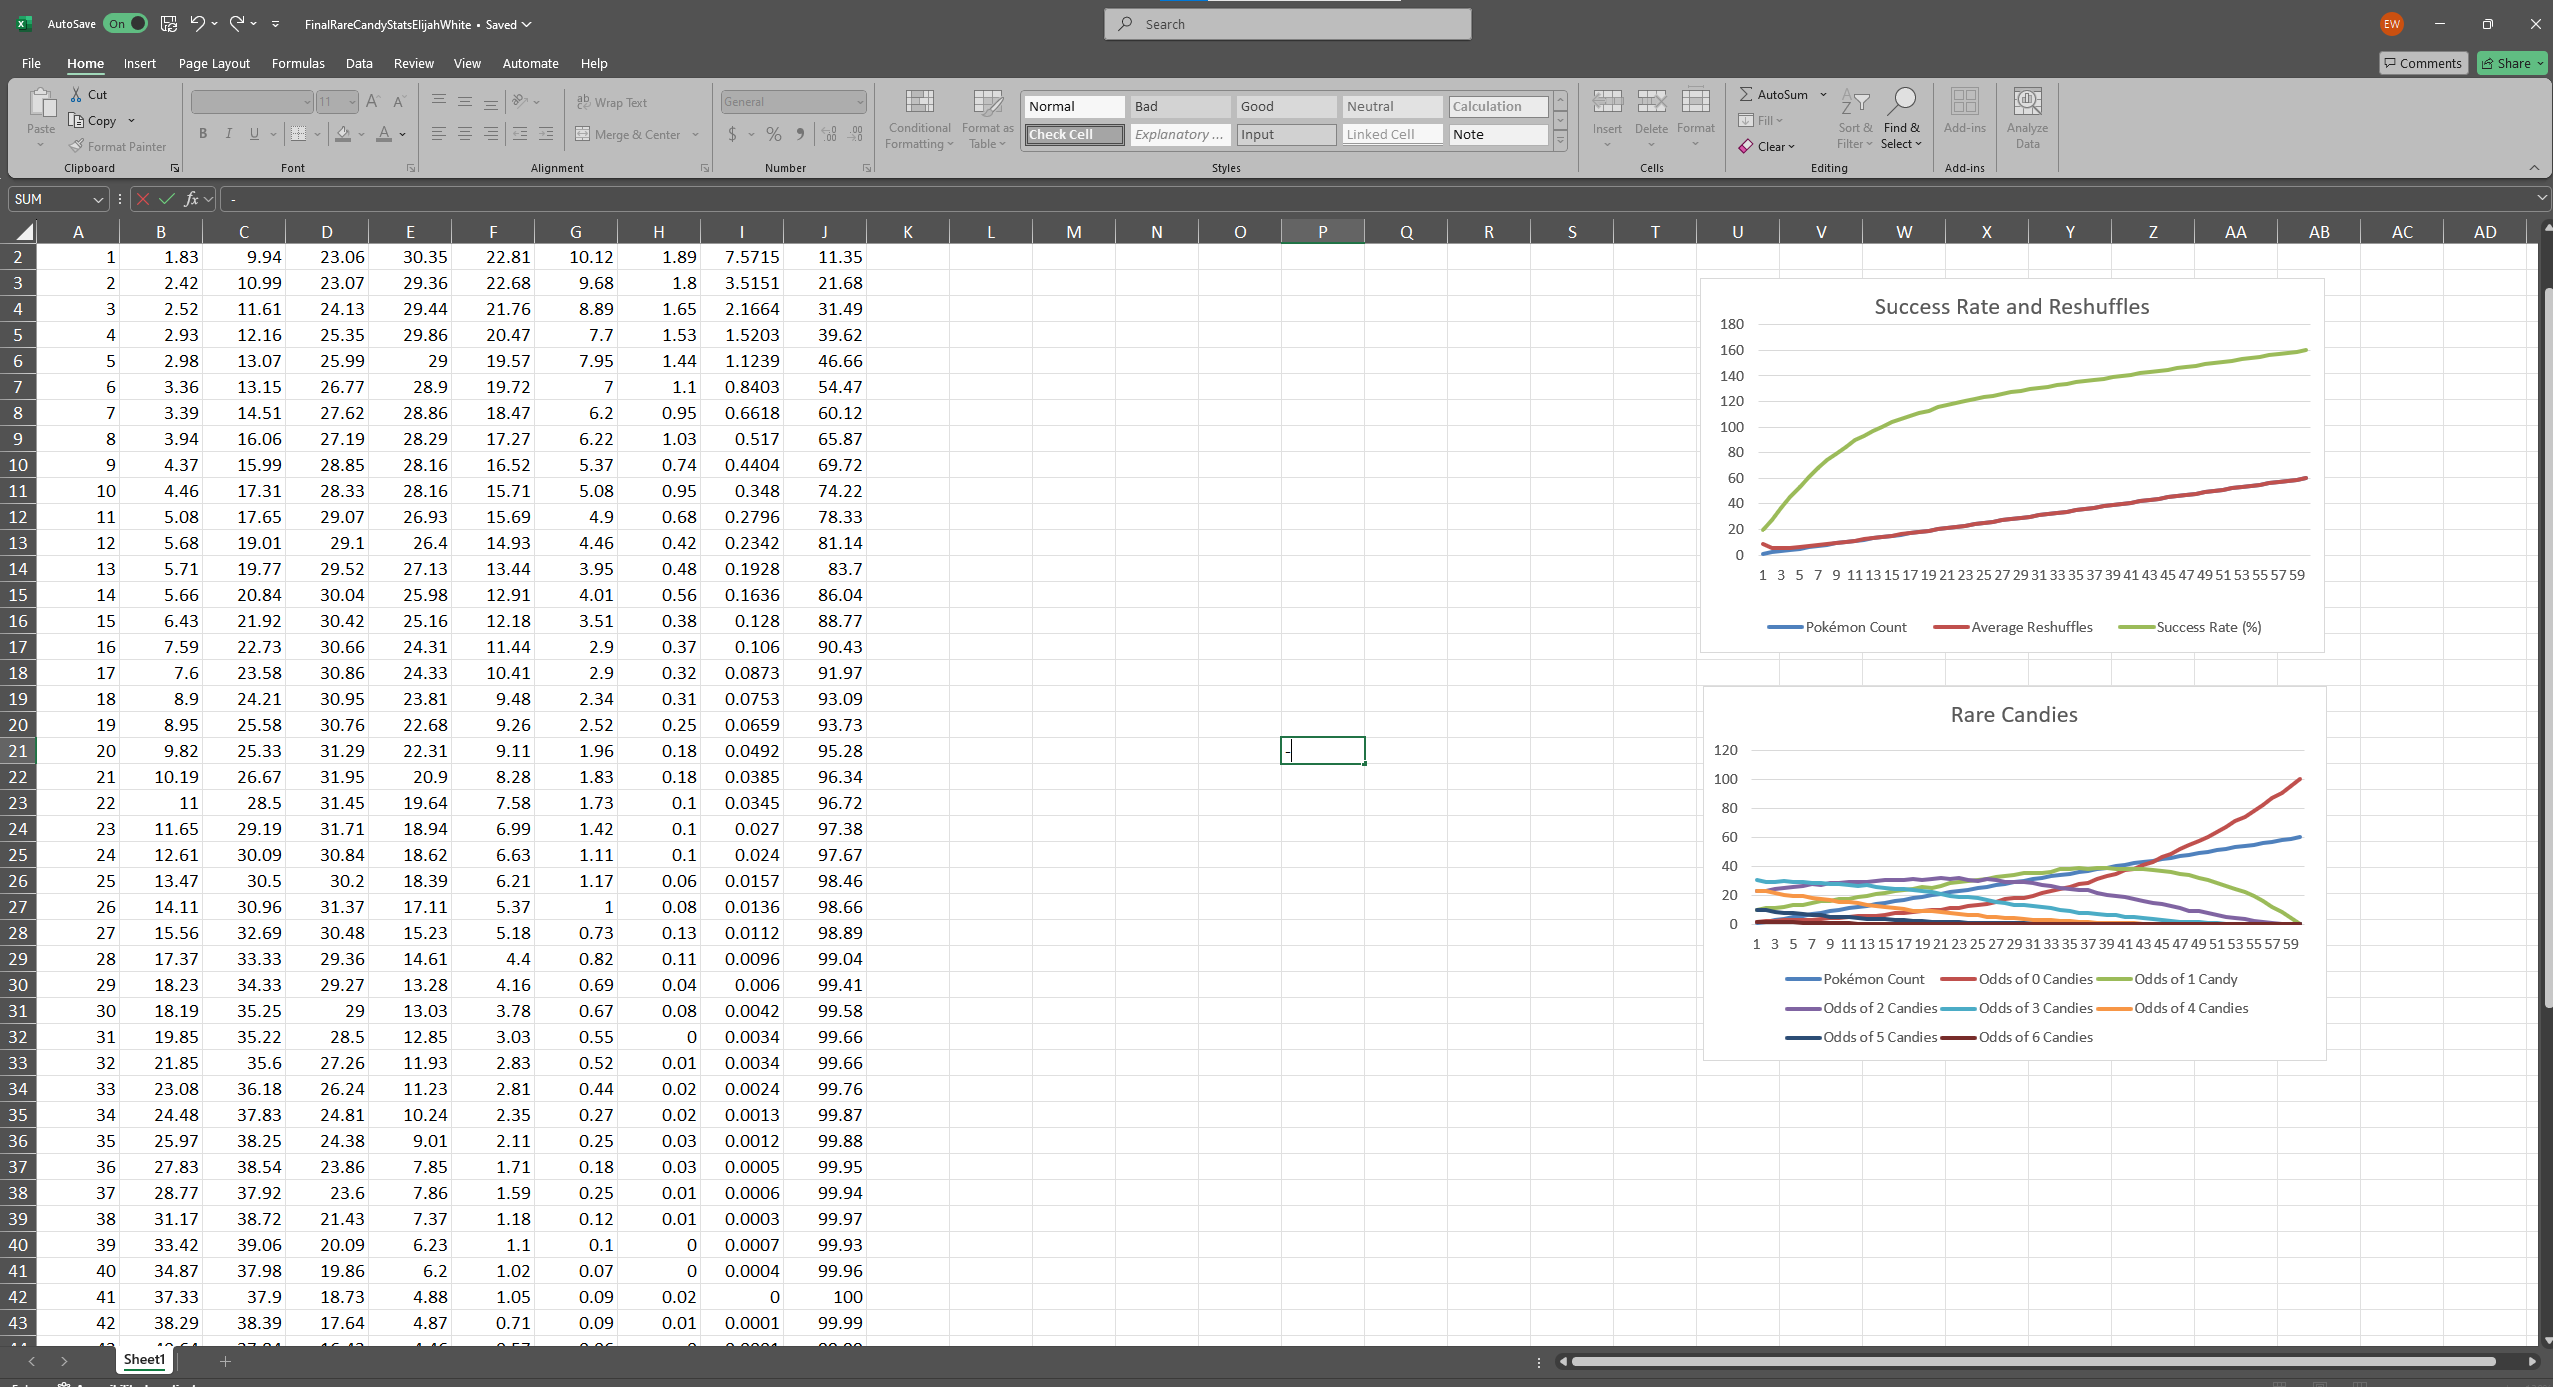 AutoSave On FinalRareCandyStatsElijahWhite • Saved Search EW
File Home Insert Page Layout Formulas Data Review View Automate Help Comments Share
Paste Cut Copy Format Painter Clipboard
11 B I U A Font
ab Wrap Text Merge & Center Alignment
General $ % Number
Conditional Formatting Format as Table
Normal Bad Good Neutral Calculation
Check Cell Explanatory ... Input Linked Cell Note
Styles
Insert Delete Format Cells
AutoSum Fill Clear Sort & Filter Find & Select Editing
Add-ins Add-ins
Analyze Data
SUM fx -
A B C D E F G H I J K L M N O P Q R S T U V W X Y Z AA AB AC AD
2 1 1.83 9.94 23.06 30.35 22.81 10.12 1.89 7.5715 11.35
3 2 2.42 10.99 23.07 29.36 22.68 9.68 1.8 3.5151 21.68
4 3 2.52 11.61 24.13 29.44 21.76 8.89 1.65 2.1664 31.49
5 4 2.93 12.16 25.35 29.86 20.47 7.7 1.53 1.5203 39.62
6 5 2.98 13.07 25.99 29 19.57 7.95 1.44 1.1239 46.66
7 6 3.36 13.15 26.77 28.9 19.72 7 1.1 0.8403 54.47
8 7 3.39 14.51 27.62 28.86 18.47 6.2 0.95 0.6618 60.12
9 8 3.94 16.06 27.19 28.29 17.27 6.22 1.03 0.517 65.87
10 9 4.37 15.99 28.85 28.16 16.52 5.37 0.74 0.4404 69.72
11 10 4.46 17.31 28.33 28.16 15.71 5.08 0.95 0.348 74.22
12 11 5.08 17.65 29.07 26.93 15.69 4.9 0.68 0.2796 78.33
13 12 5.68 19.01 29.1 26.4 14.93 4.46 0.42 0.2342 81.14
14 13 5.71 19.77 29.52 27.13 13.44 3.95 0.48 0.1928 83.7
15 14 5.66 20.84 30.04 25.98 12.91 4.01 0.56 0.1636 86.04
16 15 6.43 21.92 30.42 25.16 12.18 3.51 0.38 0.128 88.77
17 16 7.59 22.73 30.66 24.31 11.44 2.9 0.37 0.106 90.43
18 17 7.6 23.58 30.86 24.33 10.41 2.9 0.32 0.0873 91.97
19 18 8.9 24.21 30.95 23.81 9.48 2.34 0.31 0.0753 93.09
20 19 8.95 25.58 30.76 22.68 9.26 2.52 0.25 0.0659 93.73
21 20 9.82 25.33 31.29 22.31 9.11 1.96 0.18 0.0492 95.28 -
22 21 10.19 26.67 31.95 20.9 8.28 1.83 0.18 0.0385 96.34
23 22 11 28.5 31.45 19.64 7.58 1.73 0.1 0.0345 96.72
24 23 11.65 29.19 31.71 18.94 6.99 1.42 0.1 0.027 97.38
25 24 12.61 30.09 30.84 18.62 6.63 1.11 0.1 0.024 97.67
26 25 13.47 30.5 30.2 18.39 6.21 1.17 0.06 0.0157 98.46
27 26 14.11 30.96 31.37 17.11 5.37 1 0.08 0.0136 98.66
28 27 15.56 32.69 30.48 15.23 5.18 0.73 0.13 0.0112 98.89
29 28 17.37 33.33 29.36 14.61 4.4 0.82 0.11 0.0096 99.04
30 29 18.23 34.33 29.27 13.28 4.16 0.69 0.04 0.006 99.41
31 30 18.19 35.25 29 13.03 3.78 0.67 0.08 0.0042 99.58
32 31 19.85 35.22 28.5 12.85 3.03 0.55 0 0.0034 99.66
33 32 21.85 35.6 27.26 11.93 2.83 0.52 0.01 0.0034 99.66
34 33 23.08 36.18 26.24 11.23 2.81 0.44 0.02 0.0024 99.76
35 34 24.48 37.83 24.81 10.24 2.35 0.27 0.02 0.0013 99.87
36 35 25.97 38.25 24.38 9.01 2.11 0.25 0.03 0.0012 99.88
37 36 27.83 38.54 23.86 7.85 1.71 0.18 0.03 0.0005 99.95
38 37 28.77 37.92 23.6 7.86 1.59 0.25 0.01 0.0006 99.94
39 38 31.17 38.72 21.43 7.37 1.18 0.12 0.01 0.0003 99.97
40 39 33.42 39.06 20.09 6.23 1.1 0.1 0 0.0007 99.93
41 40 34.87 37.98 19.86 6.2 1.02 0.07 0 0.0004 99.96
42 41 37.33 37.9 18.73 4.88 1.05 0.09 0.02 0 100
43 42 38.29 38.39 17.64 4.87 0.71 0.09 0.01 0.0001 99.99
Success Rate and Reshuffles
180
160
140
120
100
80
60
40
20
0
1 3 5 7 9 11 13 15 17 19 21 23 25 27 29 31 33 35 37 39 41 43 45 47 49 51 53 55 57 59
Pokémon Count Average Reshuffles Success Rate (%)
Rare Candies
120
100
80
60
40
20
0
1 3 5 7 9 11 13 15 17 19 21 23 25 27 29 31 33 35 37 39 41 43 45 47 49 51 53 55 57 59
Pokémon Count Odds of 0 Candies Odds of 1 Candy
Odds of 2 Candies Odds of 3 Candies Odds of 4 Candies
Odds of 5 Candies Odds of 6 Candies
Sheet1